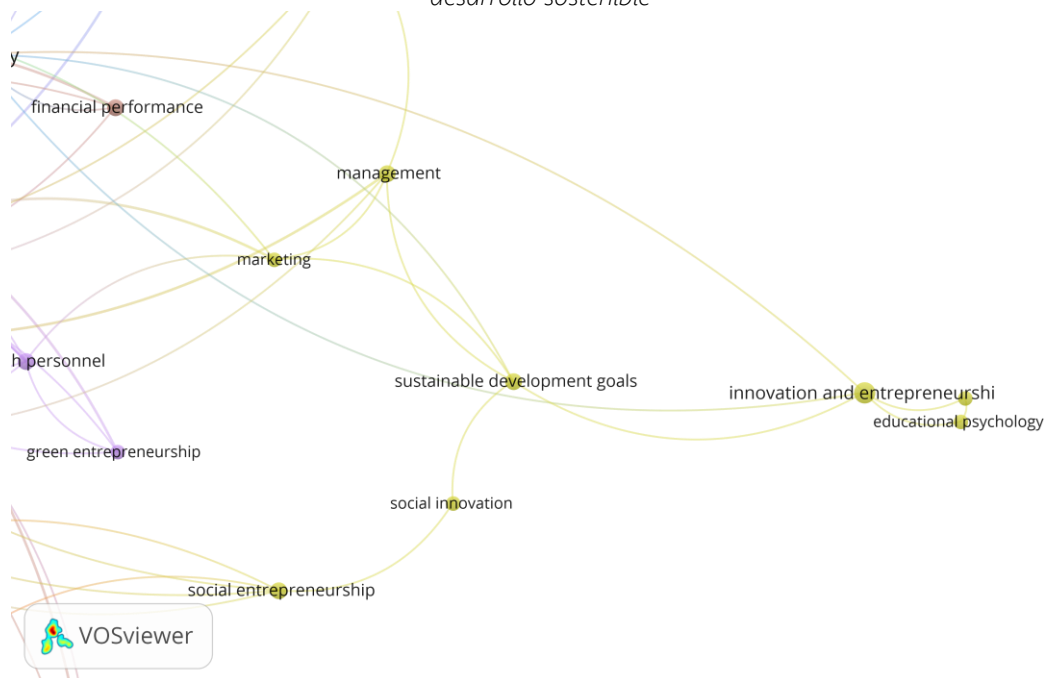 desarrollo sostenible
y
financial performance
management
marketing
h personnel
sustainable development goals
innovation and entrepreneurshi
educational psychology
green entrepreneurship
social innovation
social entrepreneurship
VOSviewer